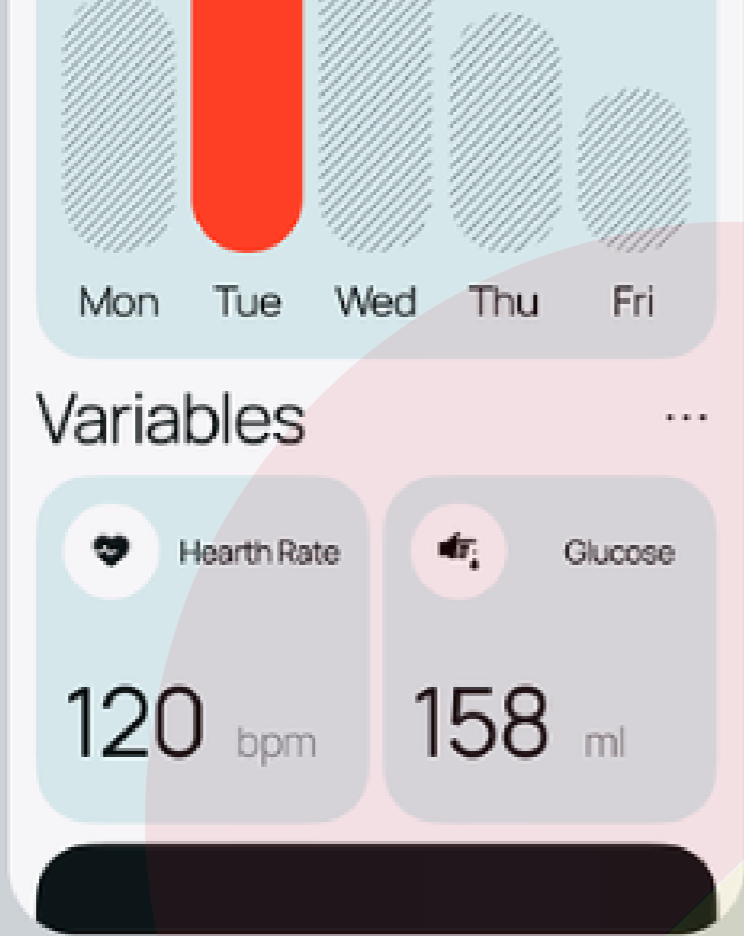 Mon Tue Wed Thu Fri
Variables ...
Hearth Rate
120 bpm
Glucose
158 ml